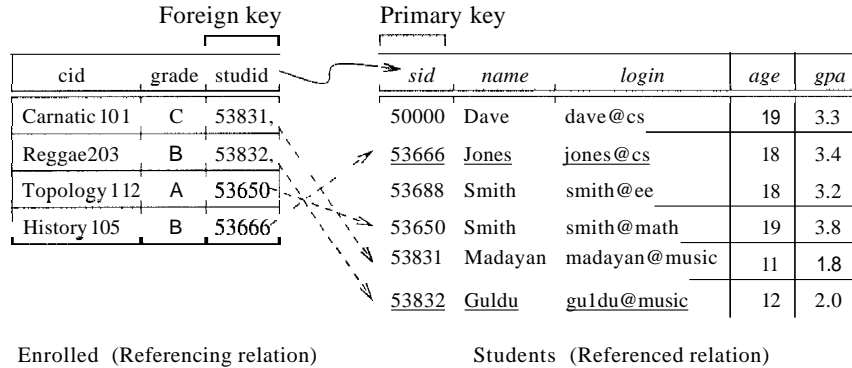 Foreign key Primary key
cid grade studid sid name login age gpa
Carnatic 101 C 53831 50000 Dave dave@cs 19 3.3
Reggae203 B 53832 53666 Jones jones@cs 18 3.4
Topology 112 A 53650 53688 Smith smith@ee 18 3.2
History 105 B 53666 53650 Smith smith@math 19 3.8
53831 Madayan madayan@music 11 1.8
53832 Guldu gu1du@music 12 2.0
Enrolled (Referencing relation) Students (Referenced relation)